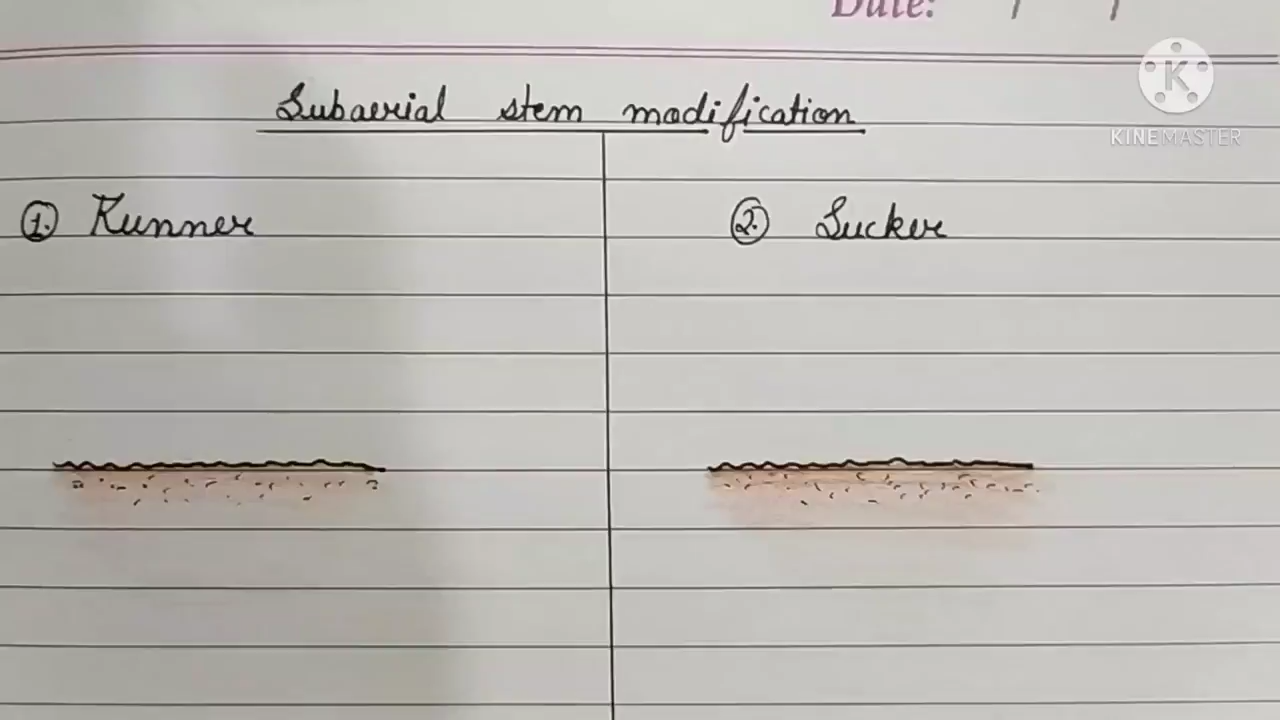 Date: / /
Subaerial stem modification
1. Runner
2. Sucker
K
KINEMASTER